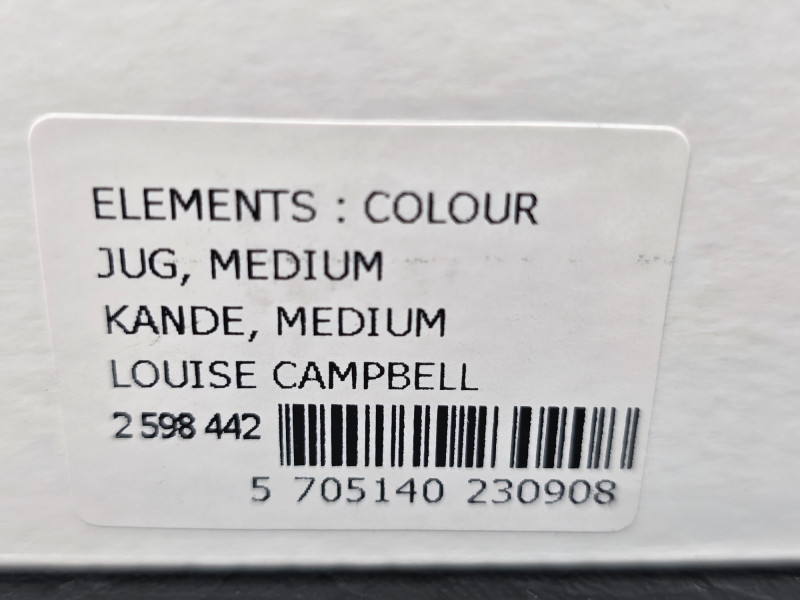 ELEMENTS : COLOUR
JUG, MEDIUM
KANDE, MEDIUM
LOUISE CAMPBELL
2 598 442
5 705140 230908